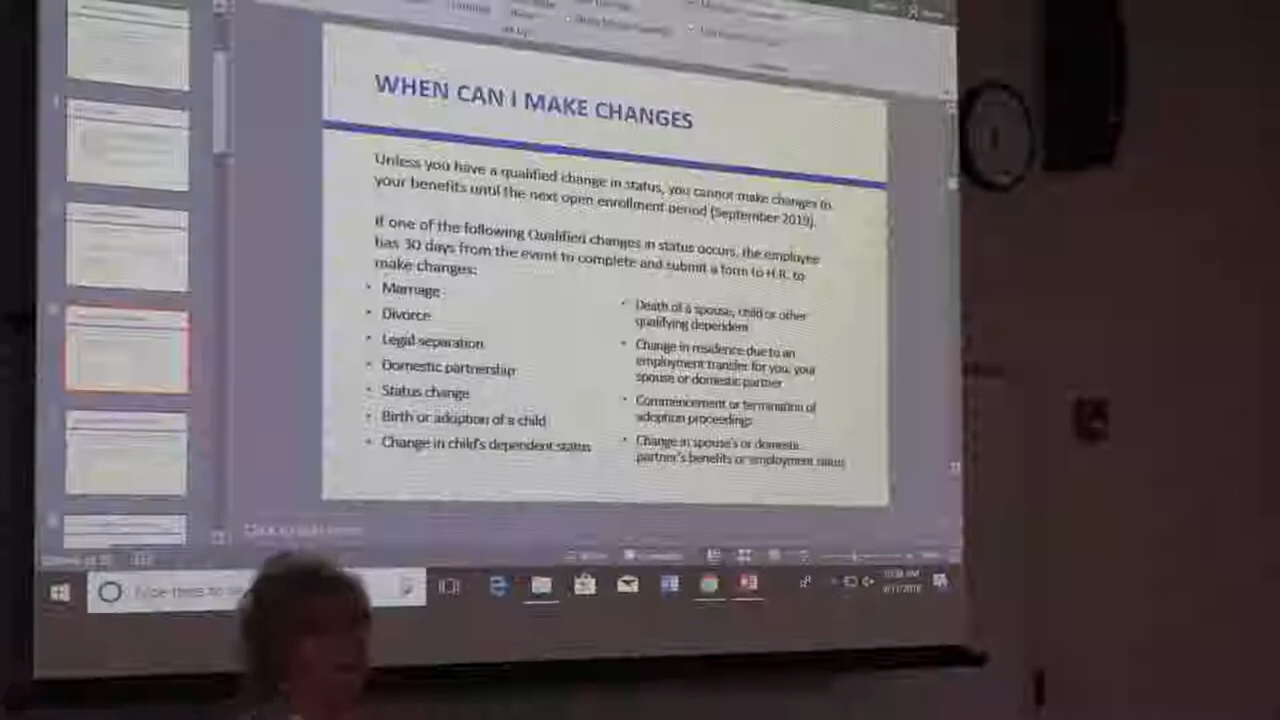 WHEN CAN I MAKE CHANGES
Unless you have a qualified change in status, you cannot make changes to
your benefits until the next open enrollment period (September 2019).
If one of the following Qualified changes in status occurs, the employee
has 30 days from the event to complete and submit a form to H.R. to
make changes:
• Marriage
• Divorce
• Legal separation
• Domestic partnership
• Status change
• Birth or adoption of a child
• Change in child's dependent status
• Death of a spouse, child or other
qualifying dependent
• Change in residence due to an
employment transfer for you, your
spouse or domestic partner
• Commencement or termination of
adoption proceedings
• Change in spouse's or domestic
partner's benefits or employment status
Type here to